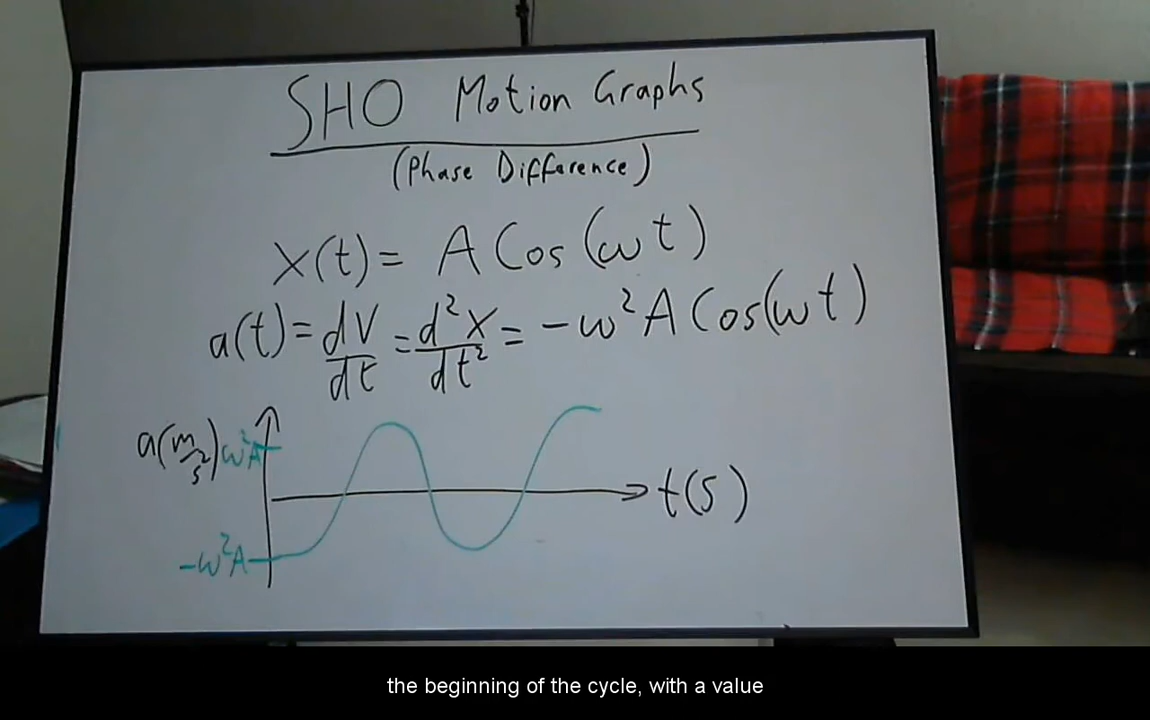 SHO Motion Graphs
(Phase Difference)
x(t) = A Cos(ωt)
a(t) = dv/dt = d²x/dt² = -ω²A Cos(ωt)
a(m/s²) ω²A
t(s)
-ω²A
the beginning of the cycle, with a value